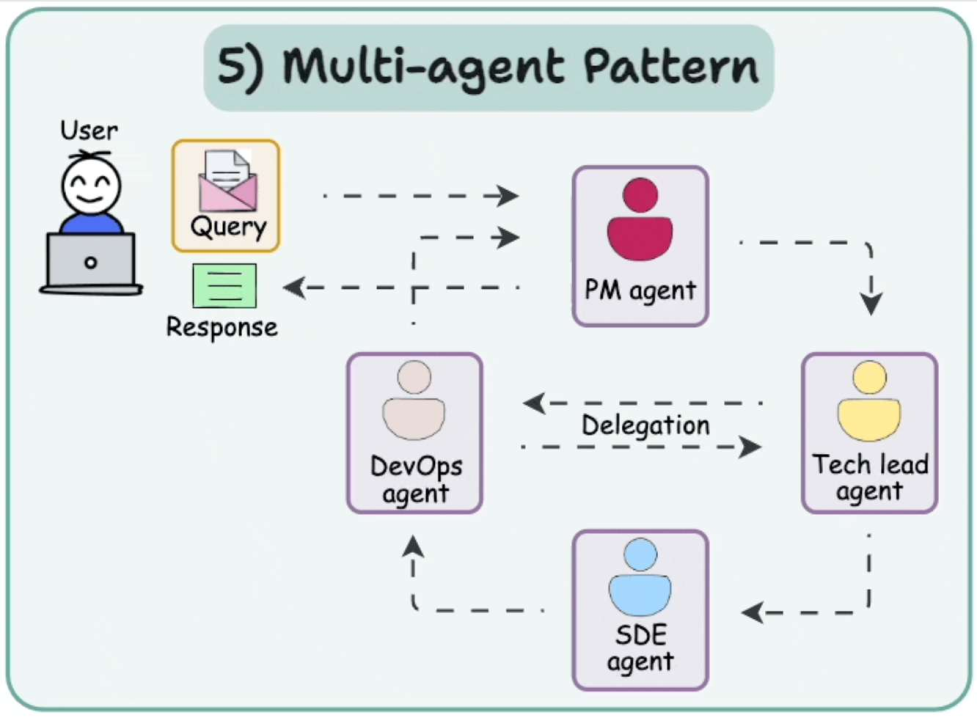 5) Multi-agent Pattern
User
Query
Response
PM agent
DevOps
agent
Delegation
Tech lead
agent
SDE
agent